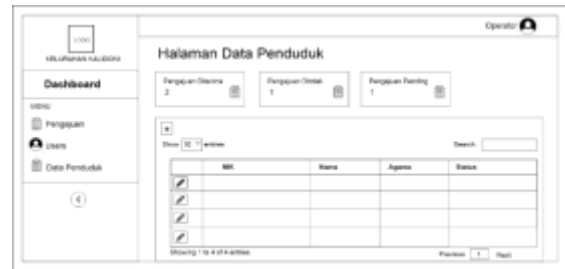 Operator
LOGO
KELURAHAN KALIDONI
Halaman Data Penduduk
Dashboard
Pengajuan Diterima
2
Pengajuan Ditolak
1
Pengajuan Pending
1
MENU
Pengajuan
Users
Data Penduduk
+
Show 10 entries
Search:
NIK Nama Agama Status
Showing 1 to 4 of 4 entries
Previous 1 Next